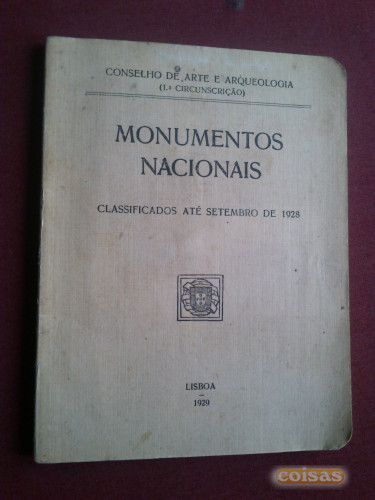 CONSELHO DE ARTE E ARQUEOLOGIA
(1.ª CIRCUNSCRIÇÃO)
MONUMENTOS
NACIONAIS
CLASSIFICADOS ATÉ SETEMBRO DE 1928
LISBOA
1929
coisas